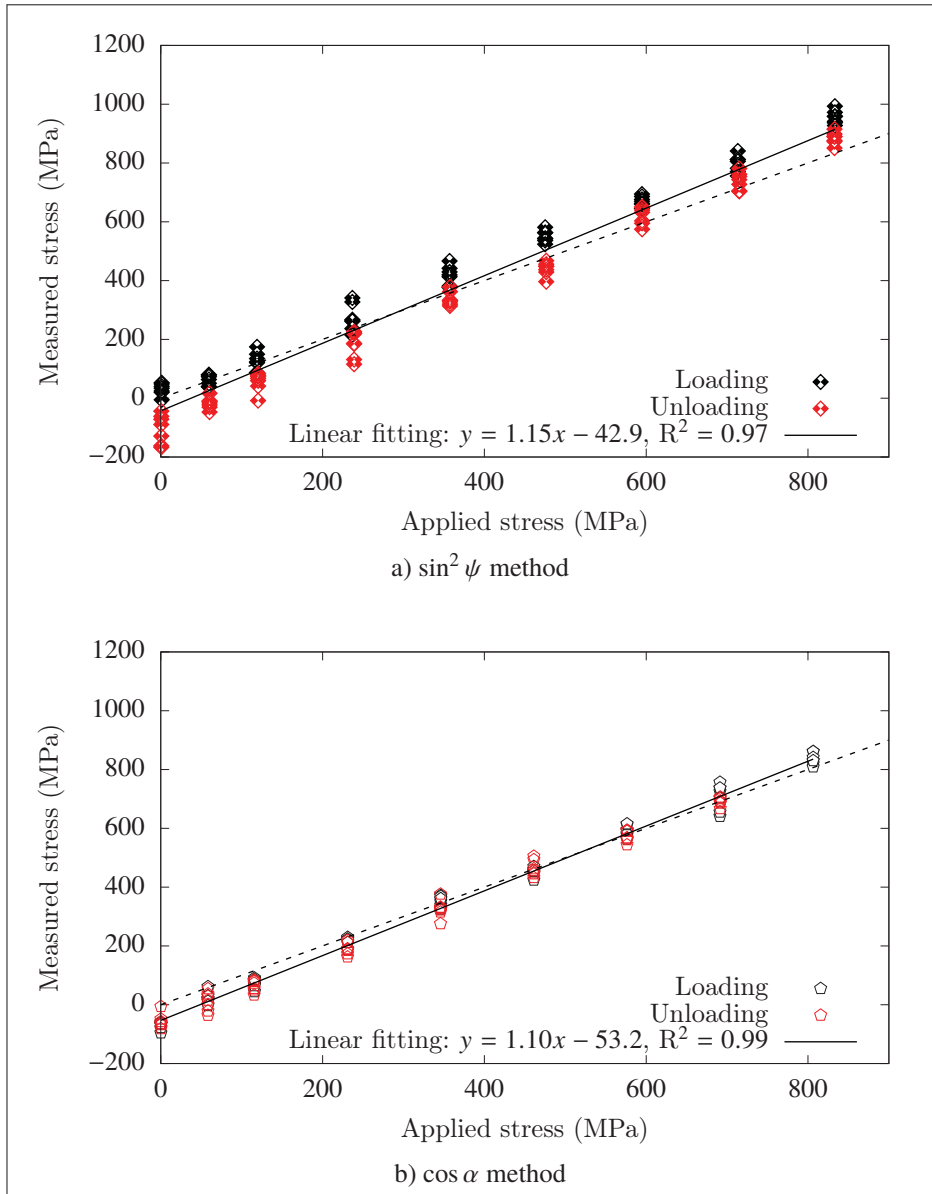 1200
1000
800
600
400
200
0
−200
Measured stress (MPa)
Loading
Unloading
Linear fitting: y = 1.15x − 42.9, R² = 0.97
0 200 400 600 800
Applied stress (MPa)
a) sin² ψ method
1200
1000
800
600
400
200
0
−200
Measured stress (MPa)
Loading
Unloading
Linear fitting: y = 1.10x − 53.2, R² = 0.99
0 200 400 600 800
Applied stress (MPa)
b) cos α method